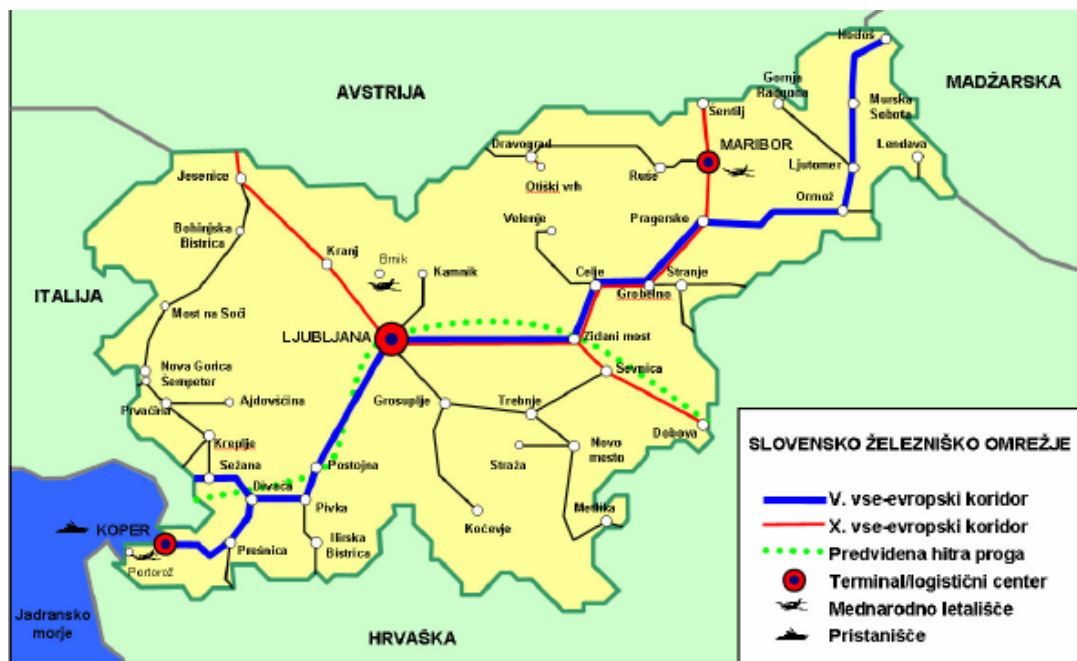 Hodoš
AVSTRIJA
Gornja
Radgona
MADŽARSKA
Šentilj
Murska
Sobota
Dravograd
MARIBOR
Lendava
Jesenice
Otiški vrh
Ruše
Ljutomer
Ormož
Velenje
Pragersko
Bohinjska
Bistrica
Kranj
Brnik
Kamnik
Celje
Stranje
Grobelno
ITALIJA
Most na Soči
LJUBLJANA
Zidani most
Nova Gorica
Šempeter
Sevnica
Ajdovščina
Prvačina
Grosuplje
Trebnje
Dobova
Kreplje
Novo
mesto
Sežana
Postojna
Straža
Divača
Pivka
Metlika
KOPER
Kočevje
Prešnica
Ilirska
Bistrica
Portorož
Jadransko
morje
HRVAŠKA
SLOVENSKO ŽELEZNIŠKO OMREŽJE
V. vse-evropski koridor
X. vse-evropski koridor
Predvidena hitra proga
Terminal/logistični center
Mednarodno letališče
Pristanišče